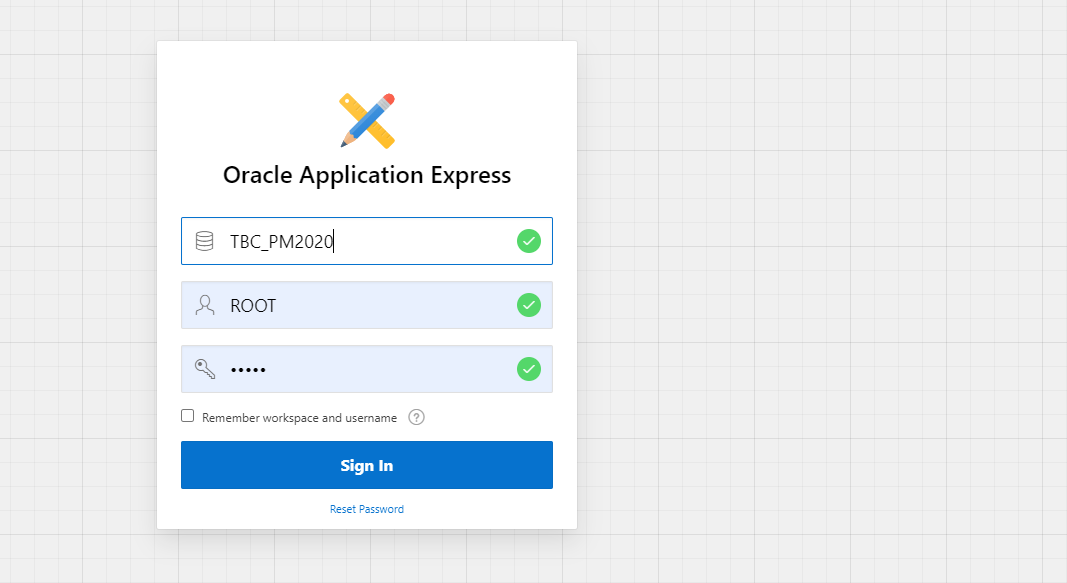 Oracle Application Express
TBC_PM2020
ROOT
•••••
Remember workspace and username ?
Sign In
Reset Password